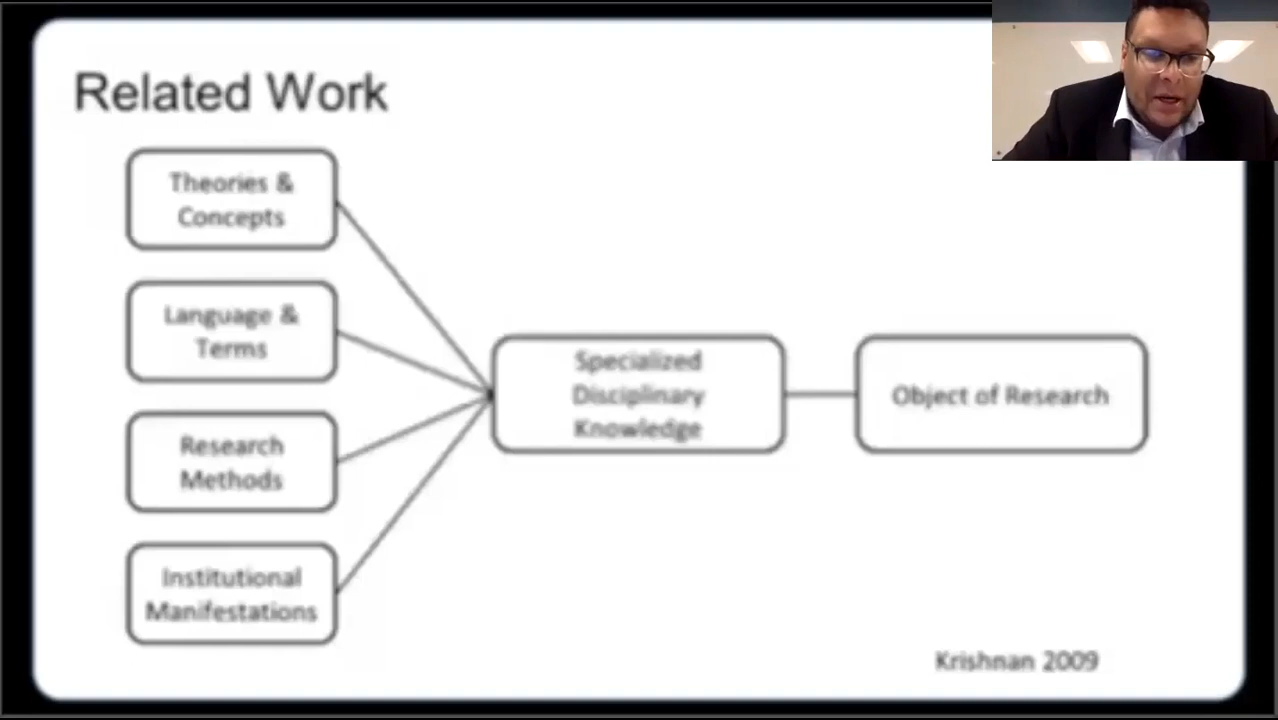 Related Work
Theories &
Concepts
Language &
Terms
Research
Methods
Institutional
Manifestations
Specialized
Disciplinary
Knowledge
Object of Research
Krishnan 2009